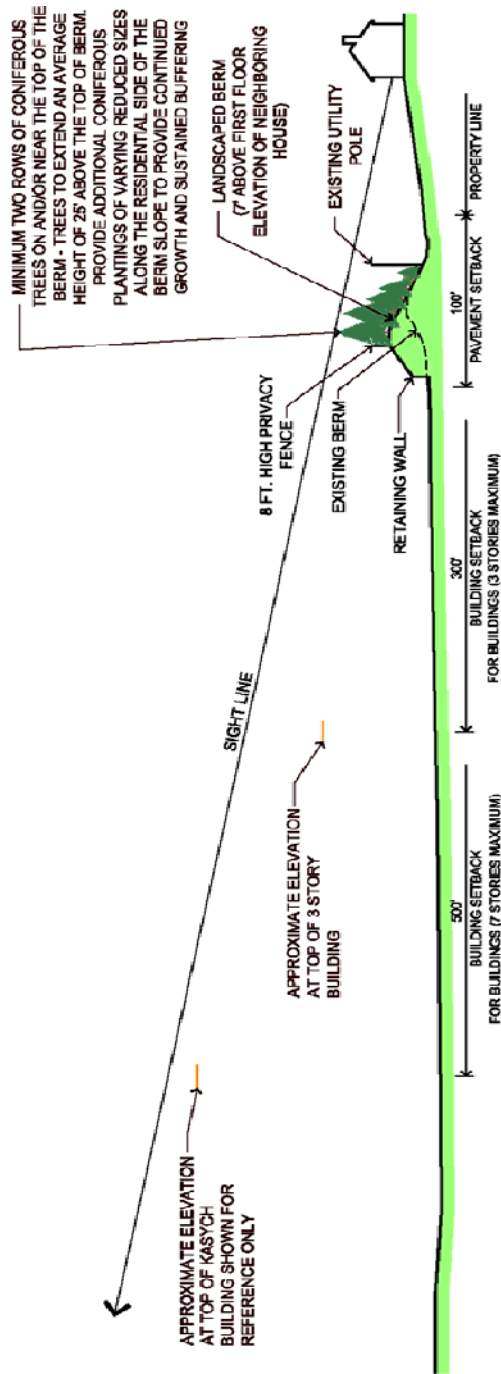 MINIMUM TWO ROWS OF CONIFEROUS
TREES ON AND/OR NEAR THE TOP OF THE
BERM - TREES TO EXTEND AN AVERAGE
HEIGHT OF 25' ABOVE THE TOP OF BERM.
PROVIDE ADDITIONAL CONIFEROUS
PLANTINGS OF VARYING REDUCED SIZES
ALONG THE RESIDENTIAL SIDE OF THE
BERM SLOPE TO PROVIDE CONTINUED
GROWTH AND SUSTAINED BUFFERING
LANDSCAPED BERM
(7' ABOVE FIRST FLOOR
ELEVATION OF NEIGHBORING
HOUSE)
EXISTING UTILITY
POLE
8 FT. HIGH PRIVACY
FENCE
EXISTING BERM
RETAINING WALL
SIGHT LINE
APPROXIMATE ELEVATION
AT TOP OF 3 STORY
BUILDING
APPROXIMATE ELEVATION
AT TOP OF KASYCH
BUILDING SHOWN FOR
REFERENCE ONLY
500'
BUILDING SETBACK
FOR BUILDINGS (7 STORIES MAXIMUM)
300'
BUILDING SETBACK
FOR BUILDINGS (3 STORIES MAXIMUM)
100'
PAVEMENT SETBACK
PROPERTY LINE